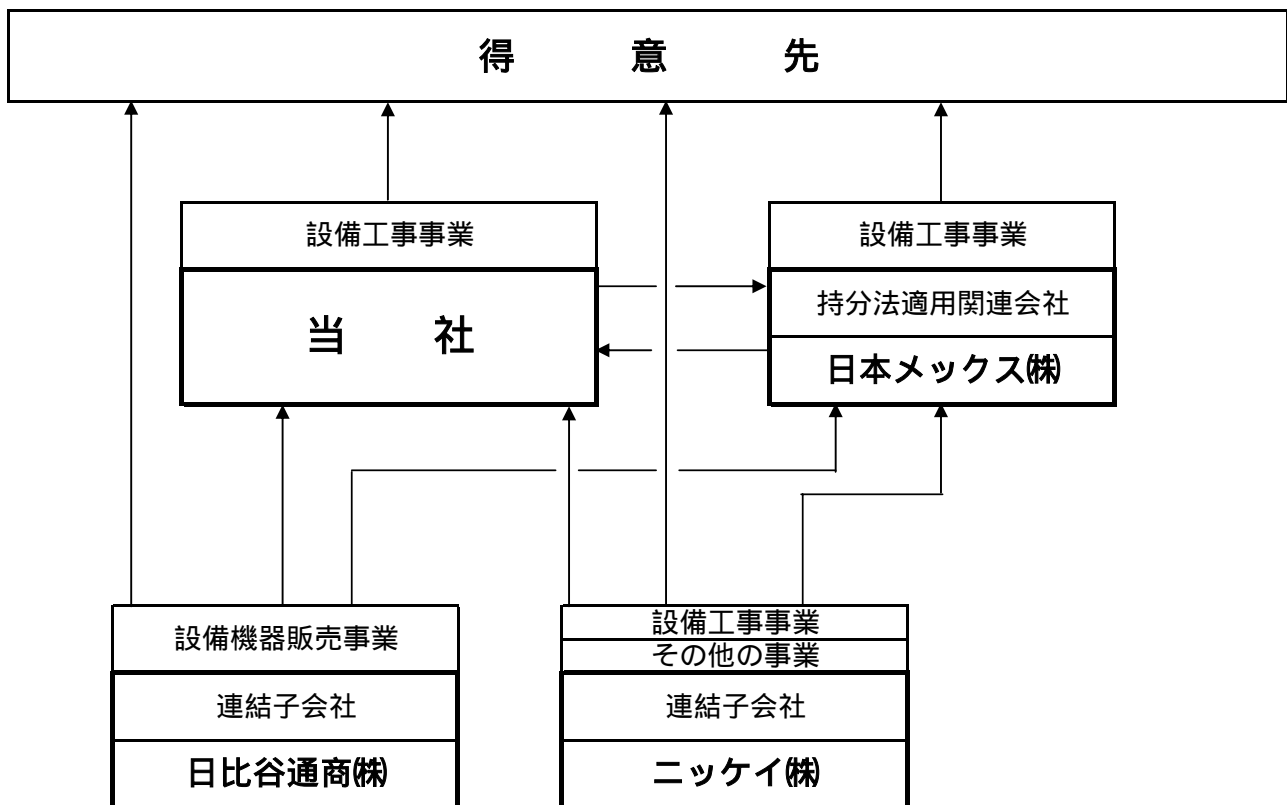 得 意 先
設備工事事業
当 社
設備工事事業
持分法適用関連会社
日本メックス㈱
設備機器販売事業
連結子会社
日比谷通商㈱
設備工事事業
その他の事業
連結子会社
ニッケイ㈱